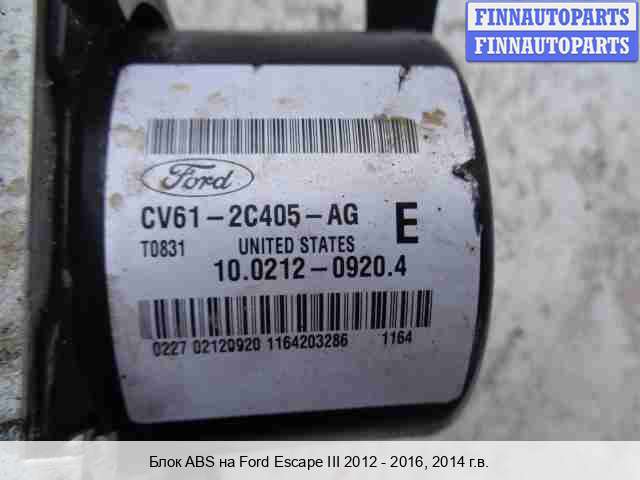 FINNAUTOPARTS
FINNAUTOPARTS
Ford
CV61-2C405-AG E
T0831 UNITED STATES
10.0212-0920.4
0227 02120920 1164203286 1164
Блок ABS на Ford Escape III 2012 - 2016, 2014 г.в.